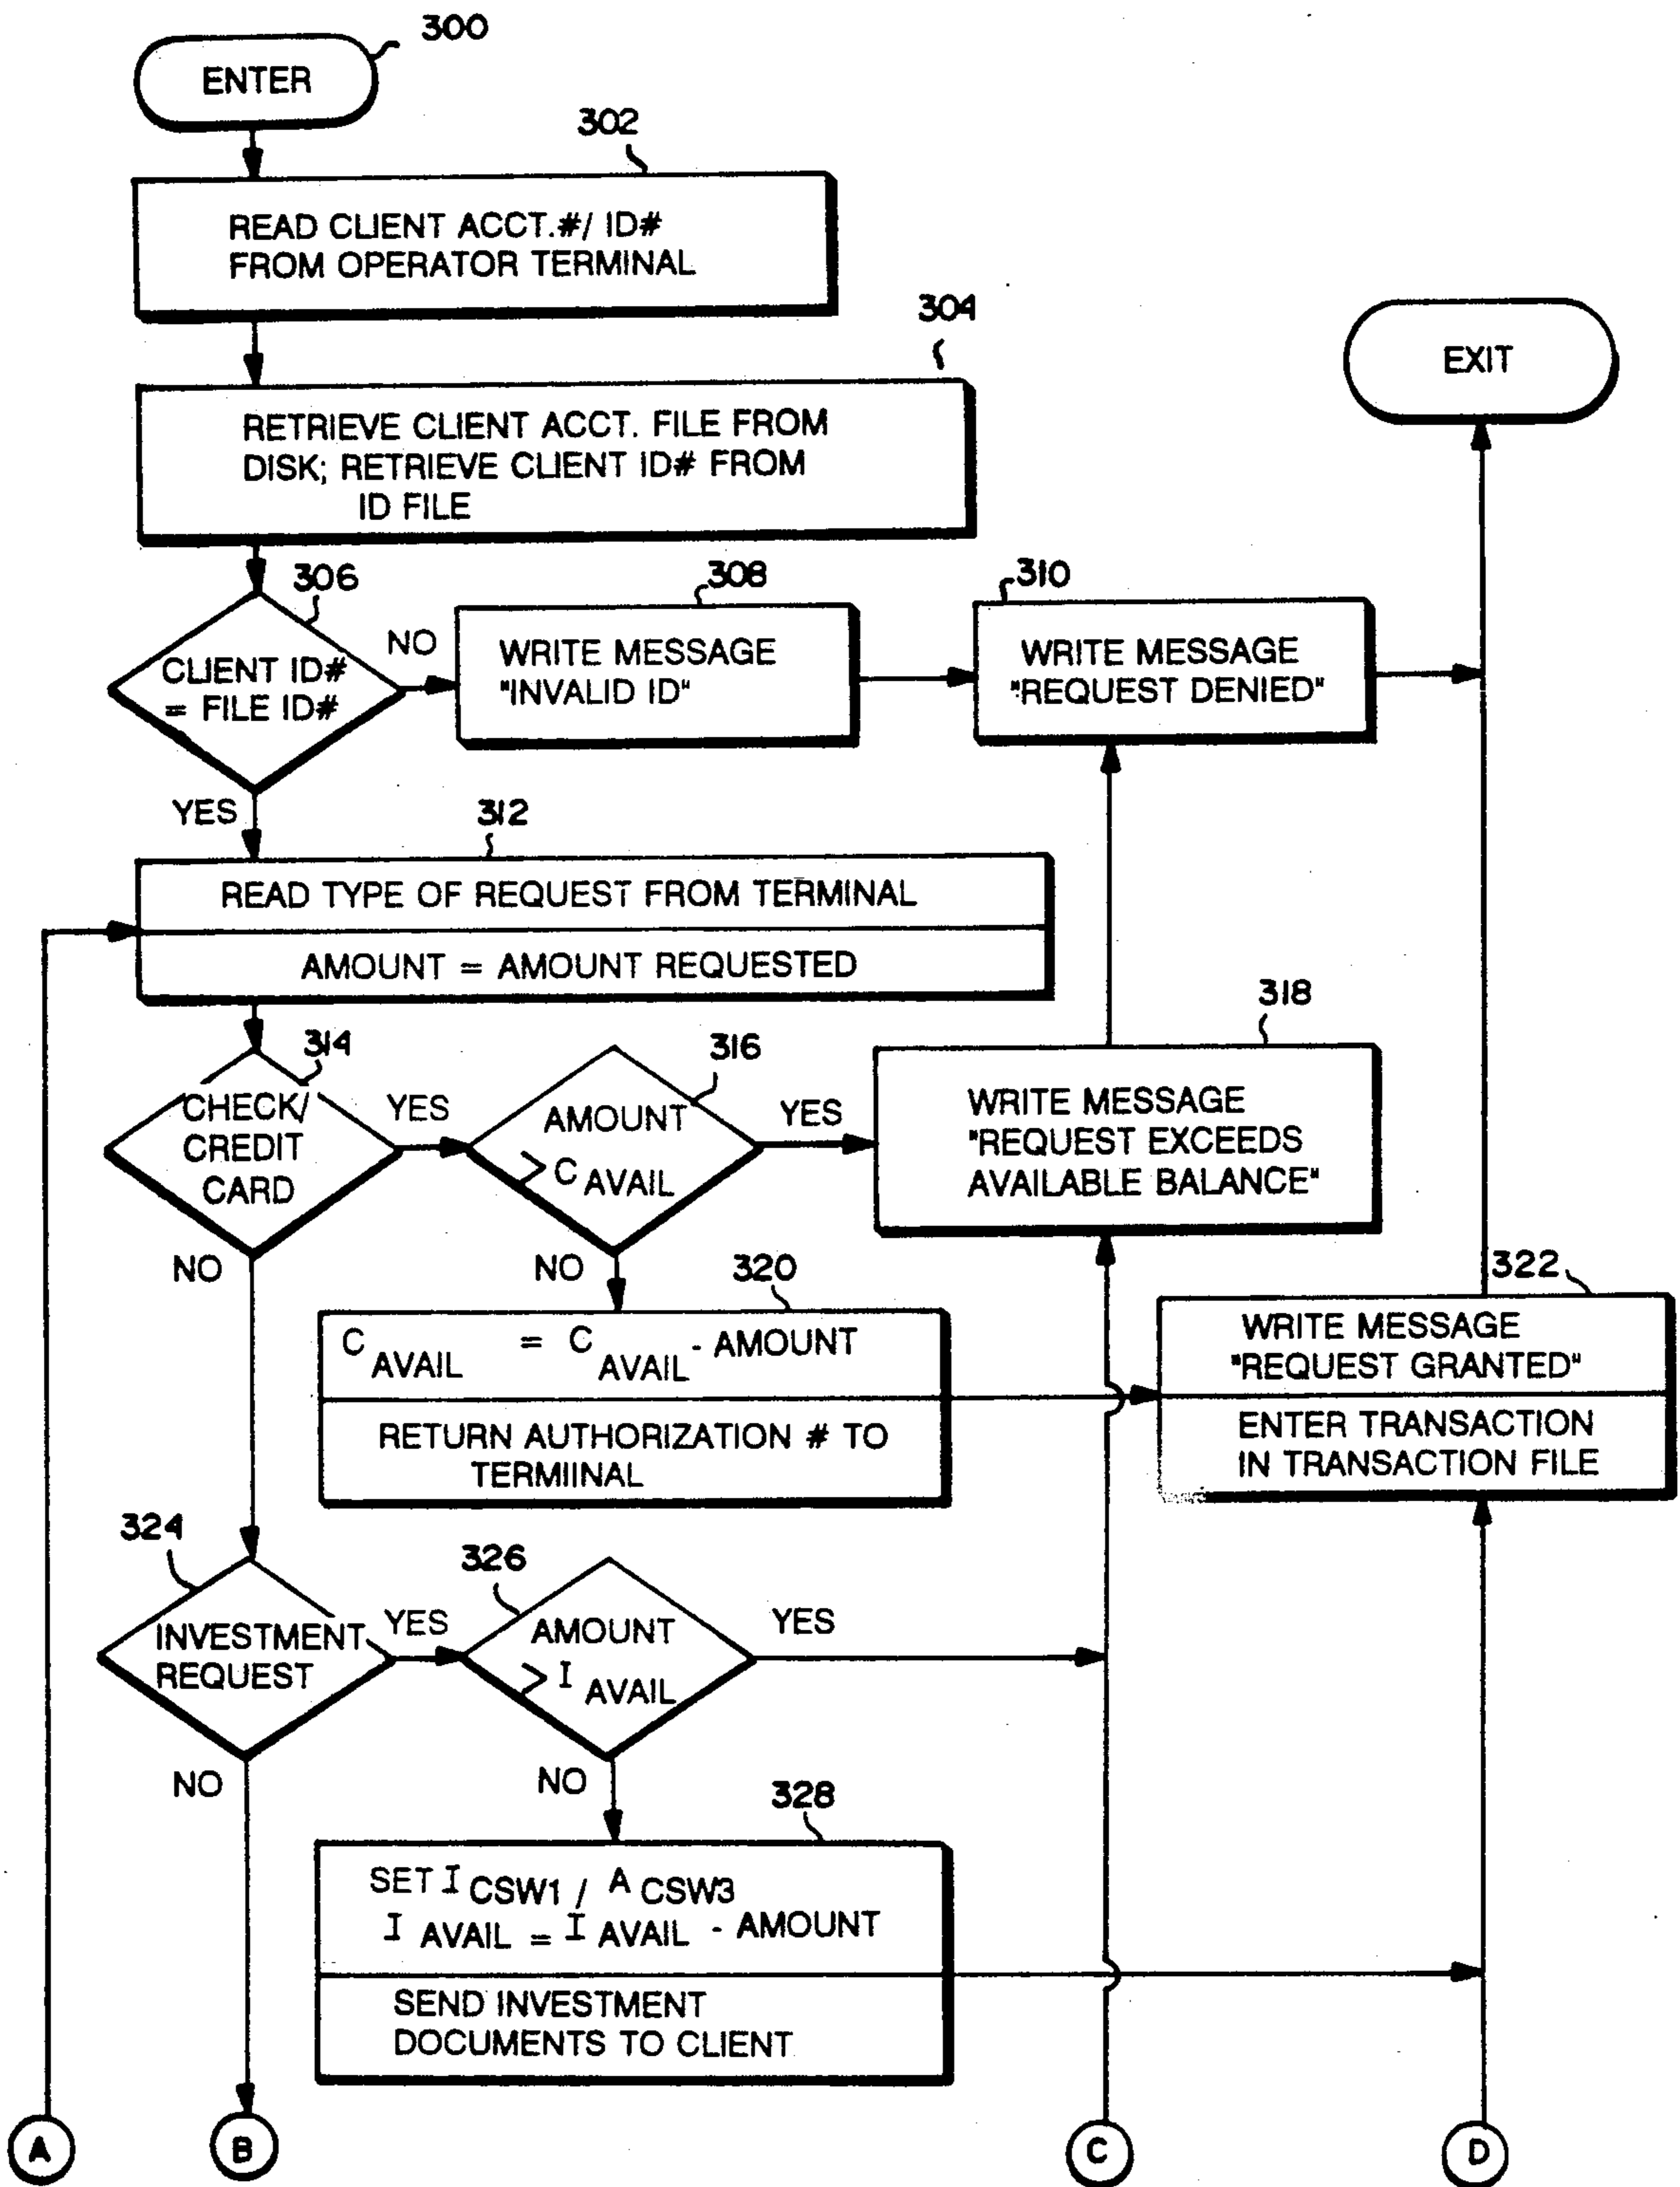 300
ENTER
302
READ CLIENT ACCT.#/ ID#
FROM OPERATOR TERMINAL
304
RETRIEVE CLIENT ACCT. FILE FROM
DISK; RETRIEVE CLIENT ID# FROM
ID FILE
EXIT
306
CLIENT ID#
= FILE ID#
NO
308
WRITE MESSAGE
"INVALID ID"
310
WRITE MESSAGE
"REQUEST DENIED"
YES
312
READ TYPE OF REQUEST FROM TERMINAL
AMOUNT = AMOUNT REQUESTED
314
CHECK/
CREDIT
CARD
YES
316
AMOUNT
> C AVAIL
YES
318
WRITE MESSAGE
"REQUEST EXCEEDS
AVAILABLE BALANCE"
NO
NO
320
C AVAIL = C AVAIL - AMOUNT
RETURN AUTHORIZATION # TO
TERMIINAL
322
WRITE MESSAGE
"REQUEST GRANTED"
ENTER TRANSACTION
IN TRANSACTION FILE
324
INVESTMENT
REQUEST
YES
326
AMOUNT
> I AVAIL
YES
NO
NO
328
SET I CSW1 / A CSW3
I AVAIL = I AVAIL - AMOUNT
SEND INVESTMENT
DOCUMENTS TO CLIENT
A
B
C
D